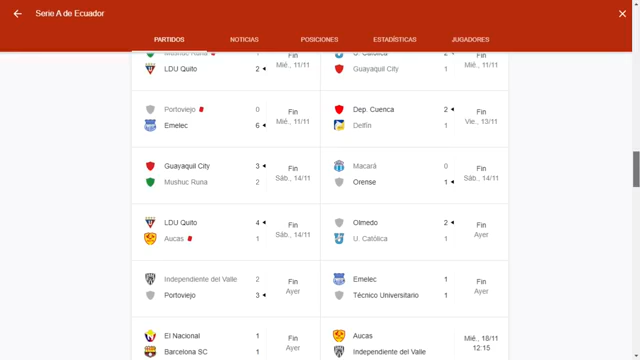 Serie A de Ecuador
PARTIDOS NOTICIAS POSICIONES ESTADÍSTICAS JUGADORES
Mushuc Runa 1
LDU Quito 2
Fin
Mié., 11/11
U. Católica 2
Guayaquil City 1
Fin
Mié., 11/11
Portoviejo 0
Emelec 6
Fin
Mié., 11/11
Dep. Cuenca 2
Delfín 1
Fin
Vie., 13/11
Guayaquil City 3
Mushuc Runa 2
Fin
Sáb., 14/11
Macará 0
Orense 1
Fin
Sáb., 14/11
LDU Quito 4
Aucas 1
Fin
Sáb., 14/11
Olmedo 2
U. Católica 1
Fin
Ayer
Independiente del Valle 2
Portoviejo 3
Fin
Ayer
Emelec 1
Técnico Universitario 1
Fin
Ayer
El Nacional 1
Barcelona SC 1
Fin
Ayer
Aucas
Independiente del Valle
Mié., 18/11
12:15